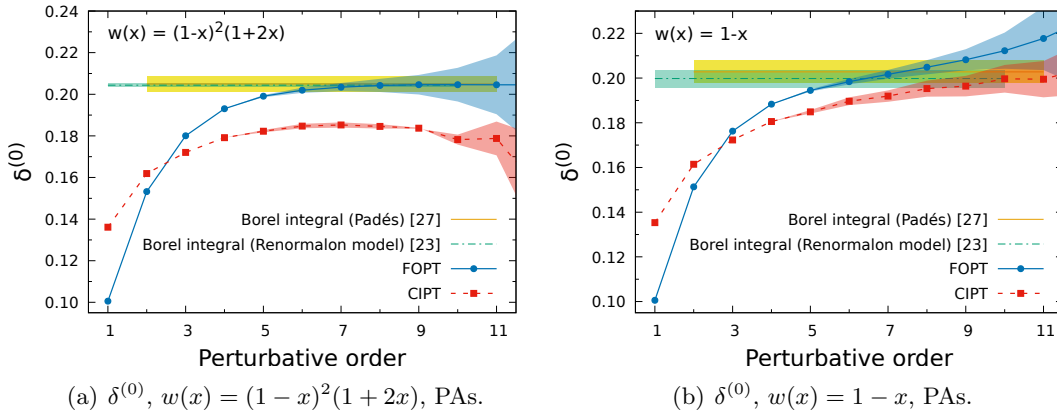 w(x) = (1-x)²(1+2x)
0.22
0.20
0.18
0.16
0.14
0.12
0.10
δ⁽⁰⁾
Borel integral (Padés) [27]
Borel integral (Renormalon model) [23]
FOPT
CIPT
1 3 5 7 9 11
Perturbative order
(a) δ⁽⁰⁾, w(x) = (1 − x)²(1 + 2x), PAs.
w(x) = 1-x
0.22
0.20
0.18
0.16
0.14
0.12
0.10
δ⁽⁰⁾
Borel integral (Padés) [27]
Borel integral (Renormalon model) [23]
FOPT
CIPT
1 3 5 7 9 11
Perturbative order
(b) δ⁽⁰⁾, w(x) = 1 − x, PAs.